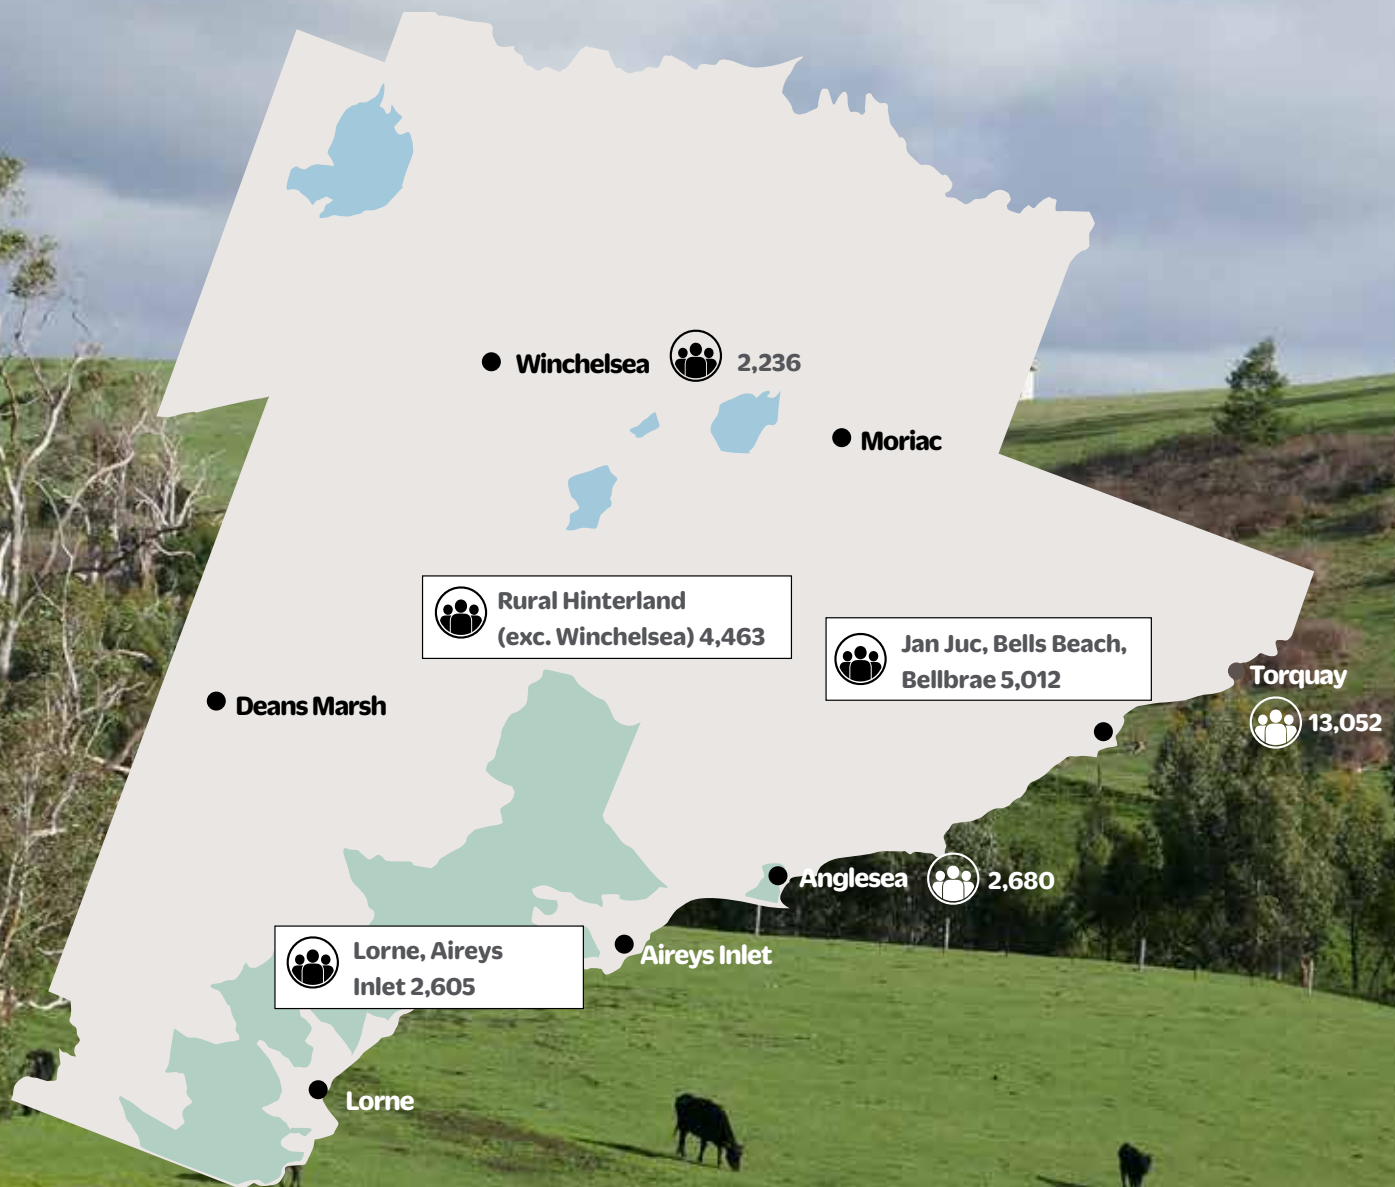 Winchelsea 2,236
Moriac
Rural Hinterland
(exc. Winchelsea) 4,463
Jan Juc, Bells Beach,
Bellbrae 5,012
Torquay
13,052
Deans Marsh
Anglesea 2,680
Lorne, Aireys
Inlet 2,605
Aireys Inlet
Lorne